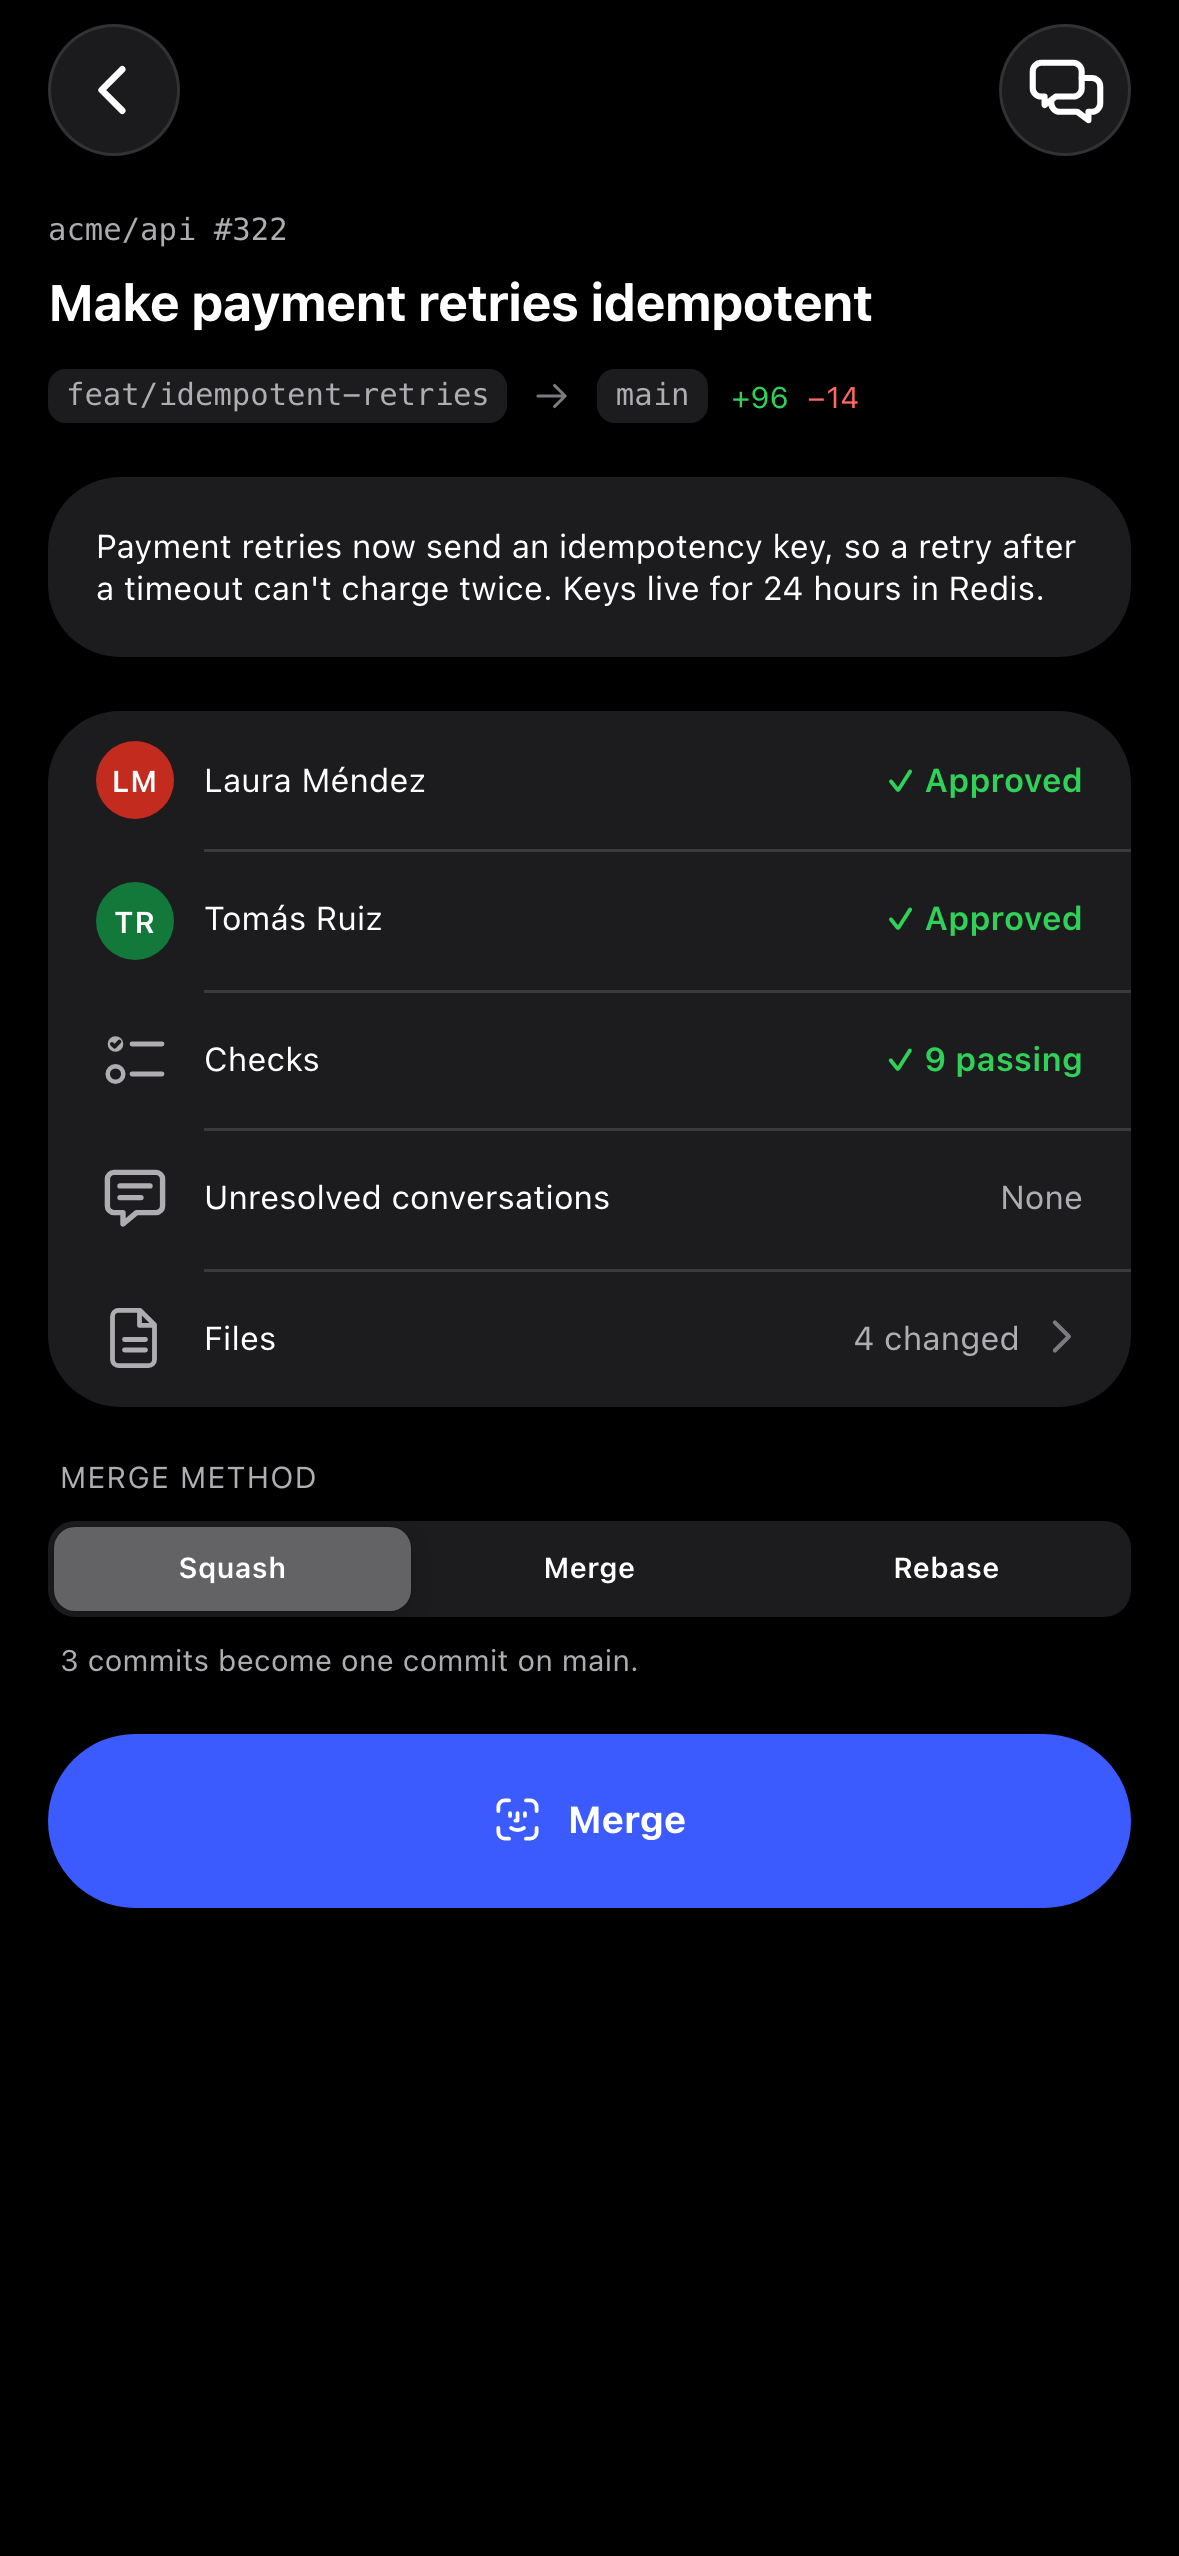 acme/api #322
Make payment retries idempotent
feat/idempotent-retries → main +96 −14
Payment retries now send an idempotency key, so a retry after
a timeout can't charge twice. Keys live for 24 hours in Redis.
LM Laura Méndez ✓ Approved
TR Tomás Ruiz ✓ Approved
Checks ✓ 9 passing
Unresolved conversations None
Files 4 changed
MERGE METHOD
Squash Merge Rebase
3 commits become one commit on main.
Merge